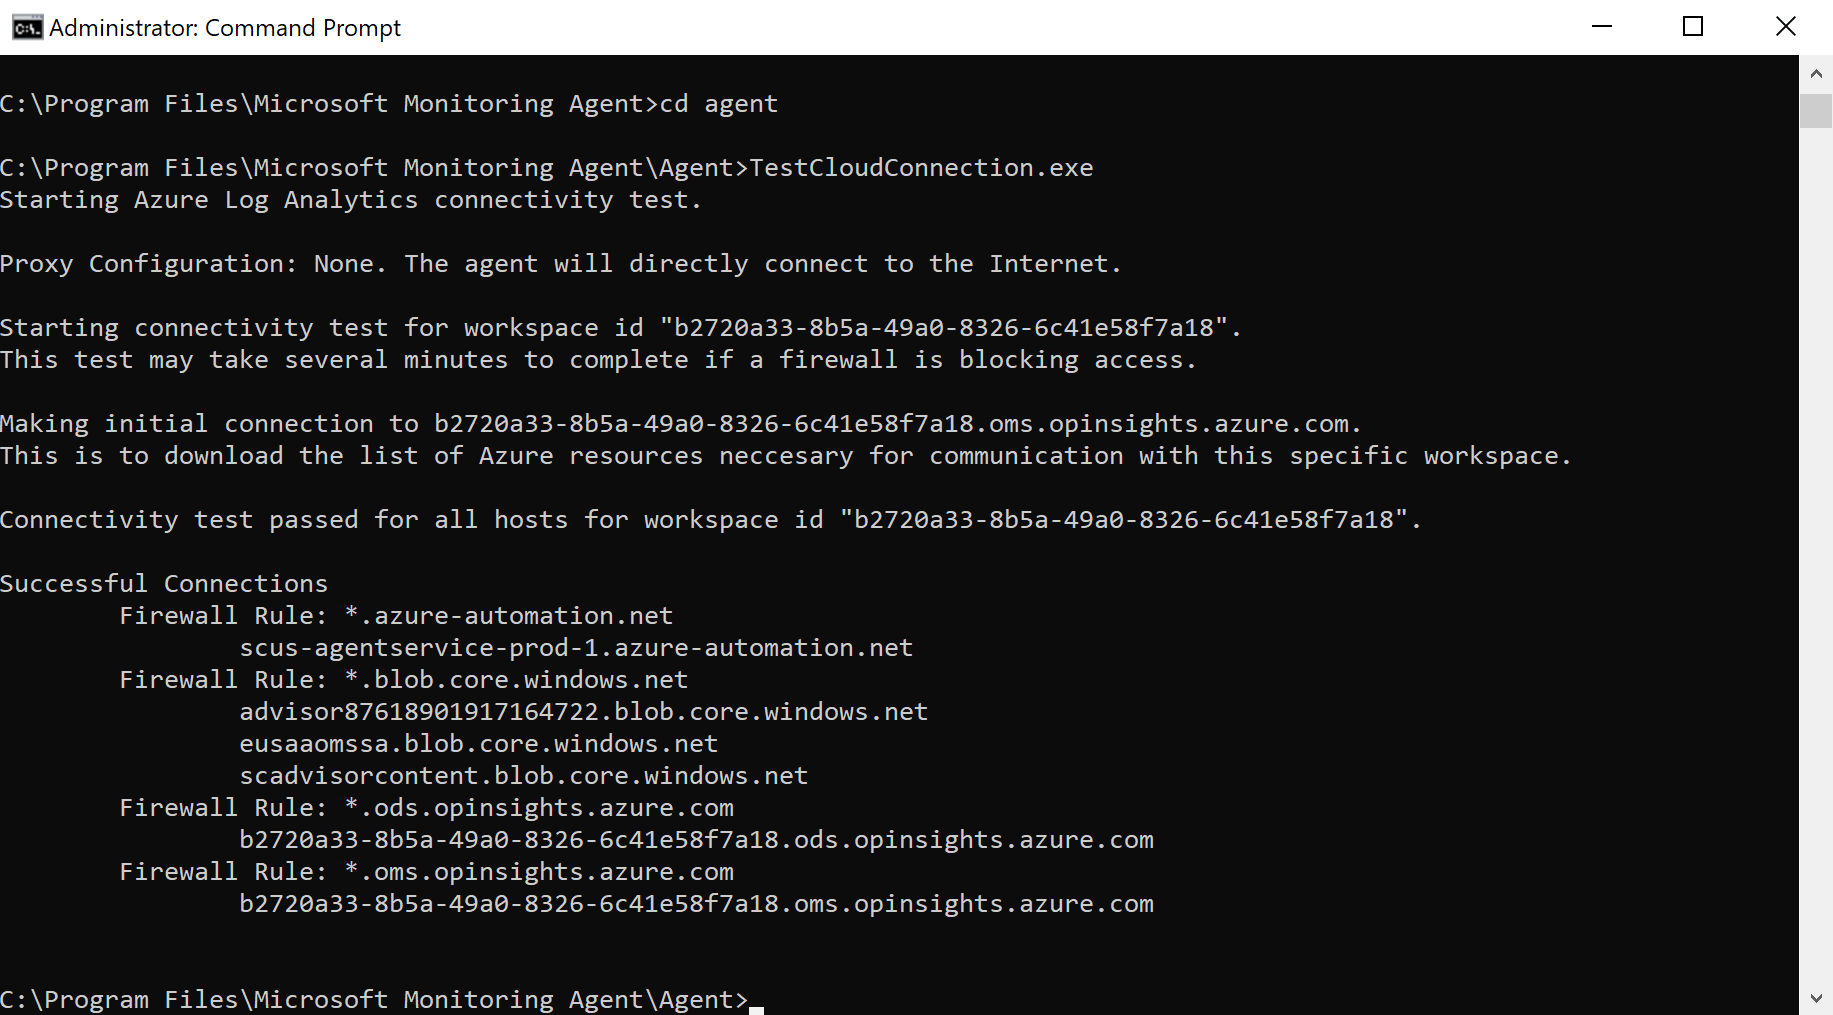 Administrator: Command Prompt
C:\Program Files\Microsoft Monitoring Agent>cd agent
C:\Program Files\Microsoft Monitoring Agent\Agent>TestCloudConnection.exe
Starting Azure Log Analytics connectivity test.
Proxy Configuration: None. The agent will directly connect to the Internet.
Starting connectivity test for workspace id "b2720a33-8b5a-49a0-8326-6c41e58f7a18".
This test may take several minutes to complete if a firewall is blocking access.
Making initial connection to b2720a33-8b5a-49a0-8326-6c41e58f7a18.oms.opinsights.azure.com.
This is to download the list of Azure resources neccesary for communication with this specific workspace.
Connectivity test passed for all hosts for workspace id "b2720a33-8b5a-49a0-8326-6c41e58f7a18".
Successful Connections
Firewall Rule: *.azure-automation.net
scus-agentservice-prod-1.azure-automation.net
Firewall Rule: *.blob.core.windows.net
advisor87618901917164722.blob.core.windows.net
eusaaomssa.blob.core.windows.net
scadvisorcontent.blob.core.windows.net
Firewall Rule: *.ods.opinsights.azure.com
b2720a33-8b5a-49a0-8326-6c41e58f7a18.ods.opinsights.azure.com
Firewall Rule: *.oms.opinsights.azure.com
b2720a33-8b5a-49a0-8326-6c41e58f7a18.oms.opinsights.azure.com
C:\Program Files\Microsoft Monitoring Agent\Agent>